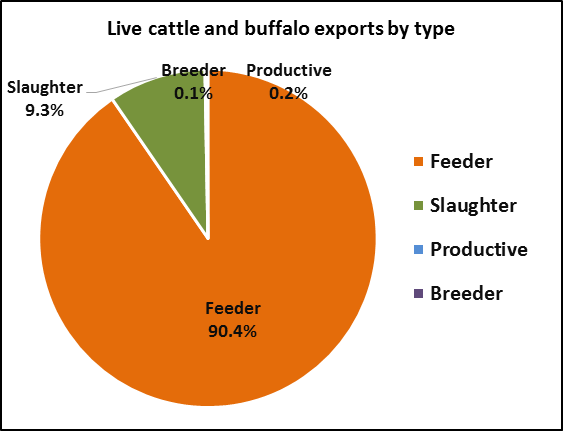 Live cattle and buffalo exports by type
Slaughter
9.3%
Breeder
0.1%
Productive
0.2%
Feeder
90.4%
Feeder
Slaughter
Productive
Breeder